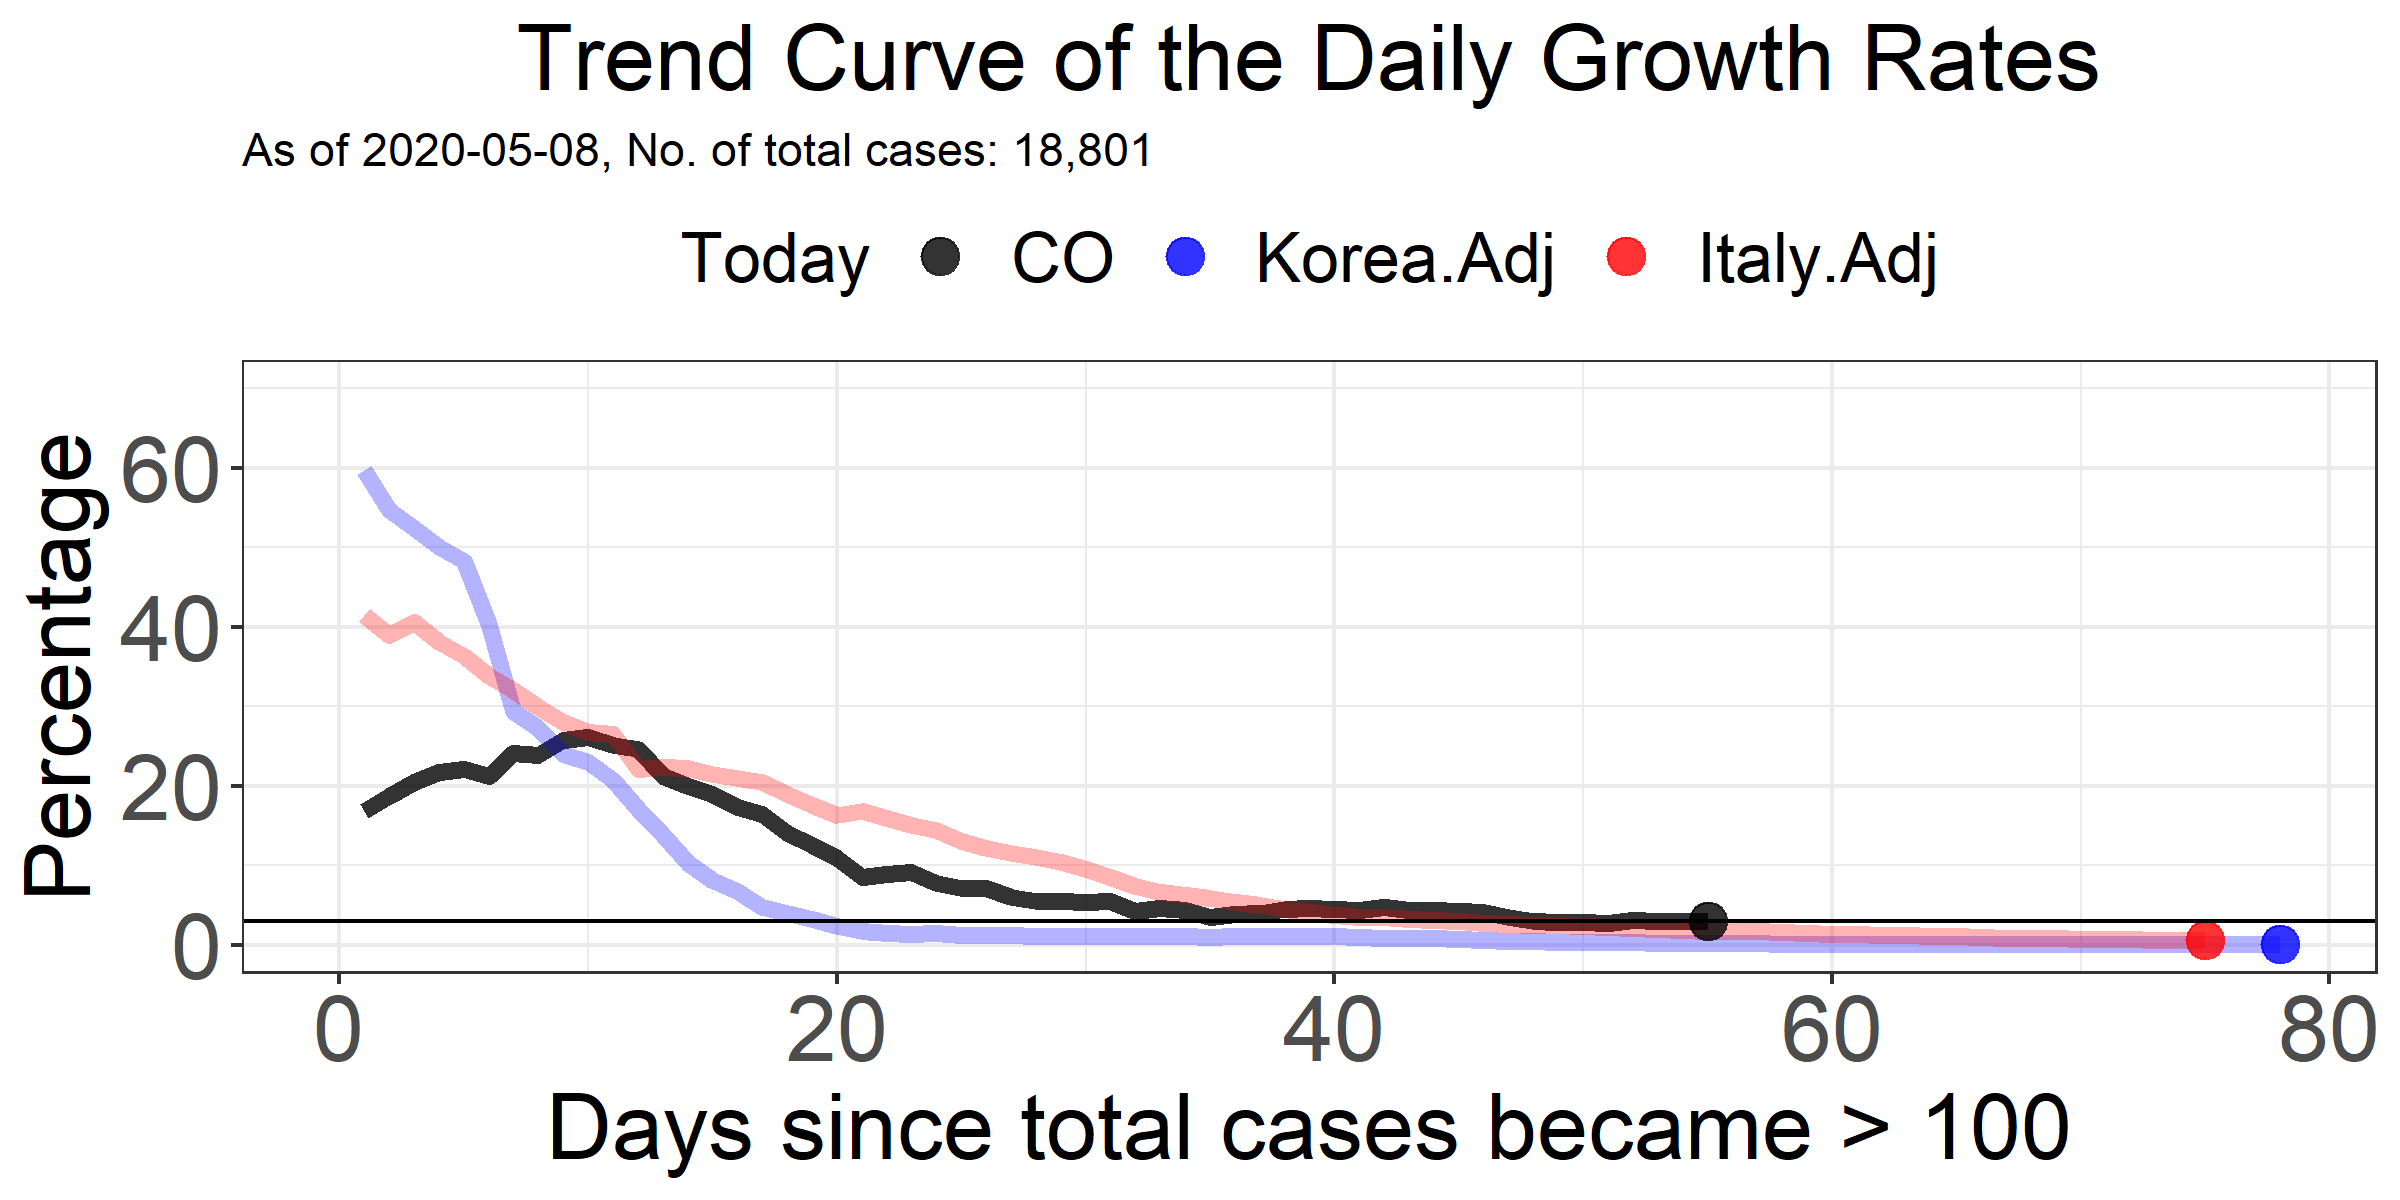 Trend Curve of the Daily Growth Rates
As of 2020-05-08, No. of total cases: 18,801
Today CO Korea.Adj Italy.Adj
Percentage
60
40
20
0
0 20 40 60 80
Days since total cases became > 100